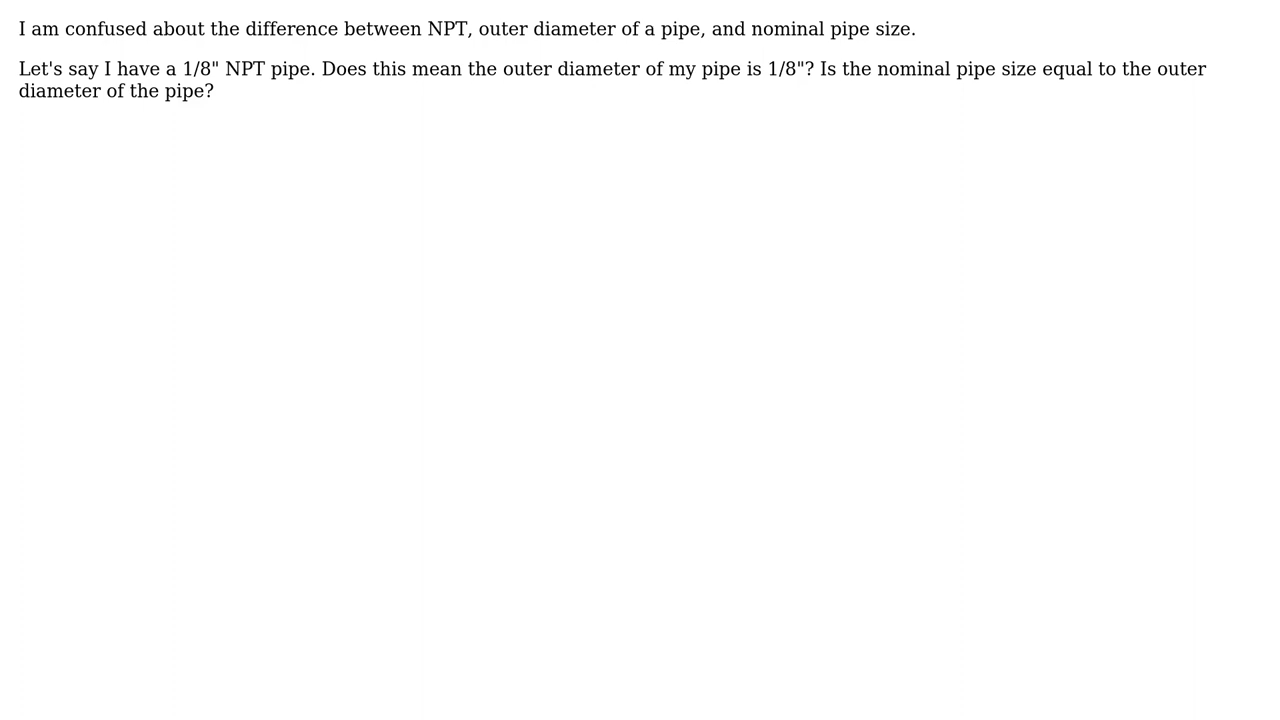 I am confused about the difference between NPT, outer diameter of a pipe, and nominal pipe size.
Let's say I have a 1/8" NPT pipe. Does this mean the outer diameter of my pipe is 1/8"? Is the nominal pipe size equal to the outer
diameter of the pipe?